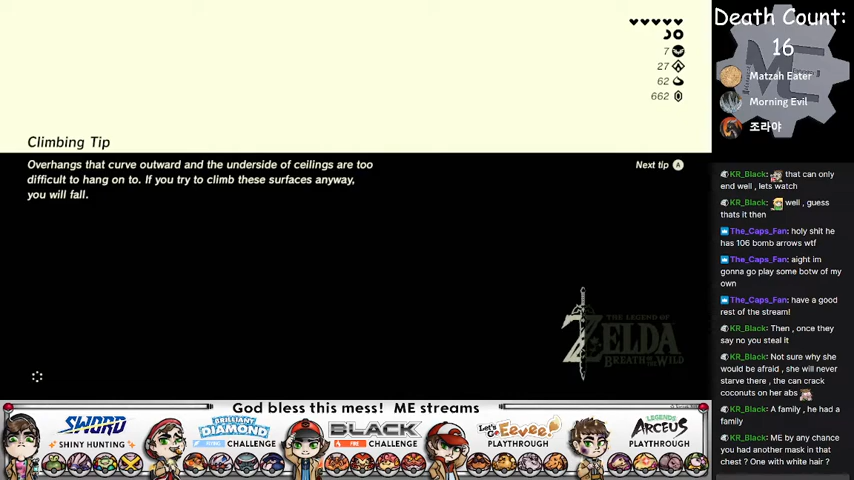 7
27
62
662
Climbing Tip
Overhangs that curve outward and the underside of ceilings are too
difficult to hang on to. If you try to climb these surfaces anyway,
you will fall.
Next tip A
THE LEGEND OF
ZELDA
BREATH OF THE WILD
Death Count:
16
ME
Matzah Eater
Morning Evil
조라야
KR_Black: that can only
end well , lets watch
KR_Black: well , guess
thats it then
The_Caps_Fan: holy shit he
has 106 bomb arrows wtf
The_Caps_Fan: aight im
gonna go play some botw of my
own
The_Caps_Fan: have a good
rest of the stream!
KR_Black: Then , once they
say no you steal it
KR_Black: Not sure why she
would be afraid , she will never
starve there , the can crack
coconuts on her abs
KR_Black: A family , he had a
family
KR_Black: ME by any chance
you had another mask in that
chest ? One with white hair ?
God bless this mess! ME streams
SWORD
SHINY HUNTING
BRILLIANT
DIAMOND
FLYING CHALLENGE
BLACK
FIRE CHALLENGE
Let's Go Eevee!
PLAYTHROUGH
LEGENDS
ARCEUS
PLAYTHROUGH